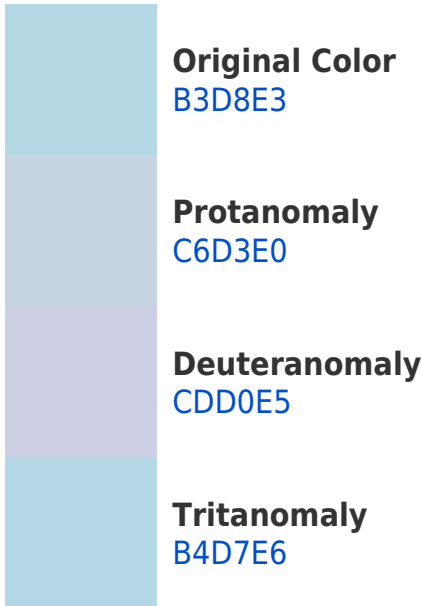 Original Color
B3D8E3
Protanomaly
C6D3E0
Deuteranomaly
CDD0E5
Tritanomaly
B4D7E6